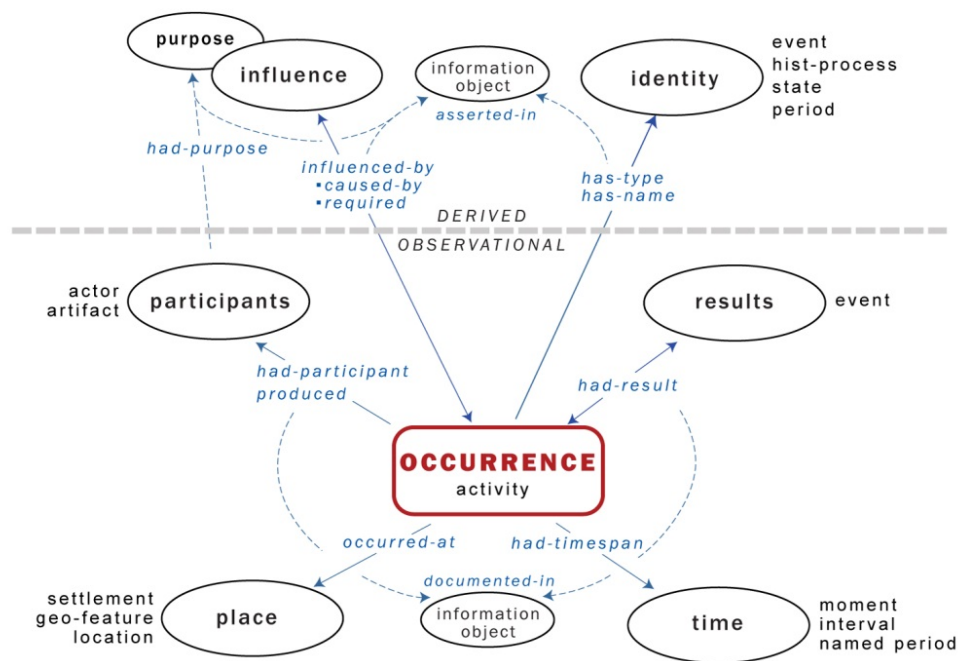 purpose
influence
information
object
identity
event
hist-process
state
period
asserted-in
had-purpose
influenced-by
▪caused-by
▪required
has-type
has-name
DERIVED
OBSERVATIONAL
actor
artifact
participants
results
event
had-participant
produced
had-result
OCCURRENCE
activity
occurred-at
had-timespan
documented-in
settlement
geo-feature
location
place
information
object
time
moment
interval
named period